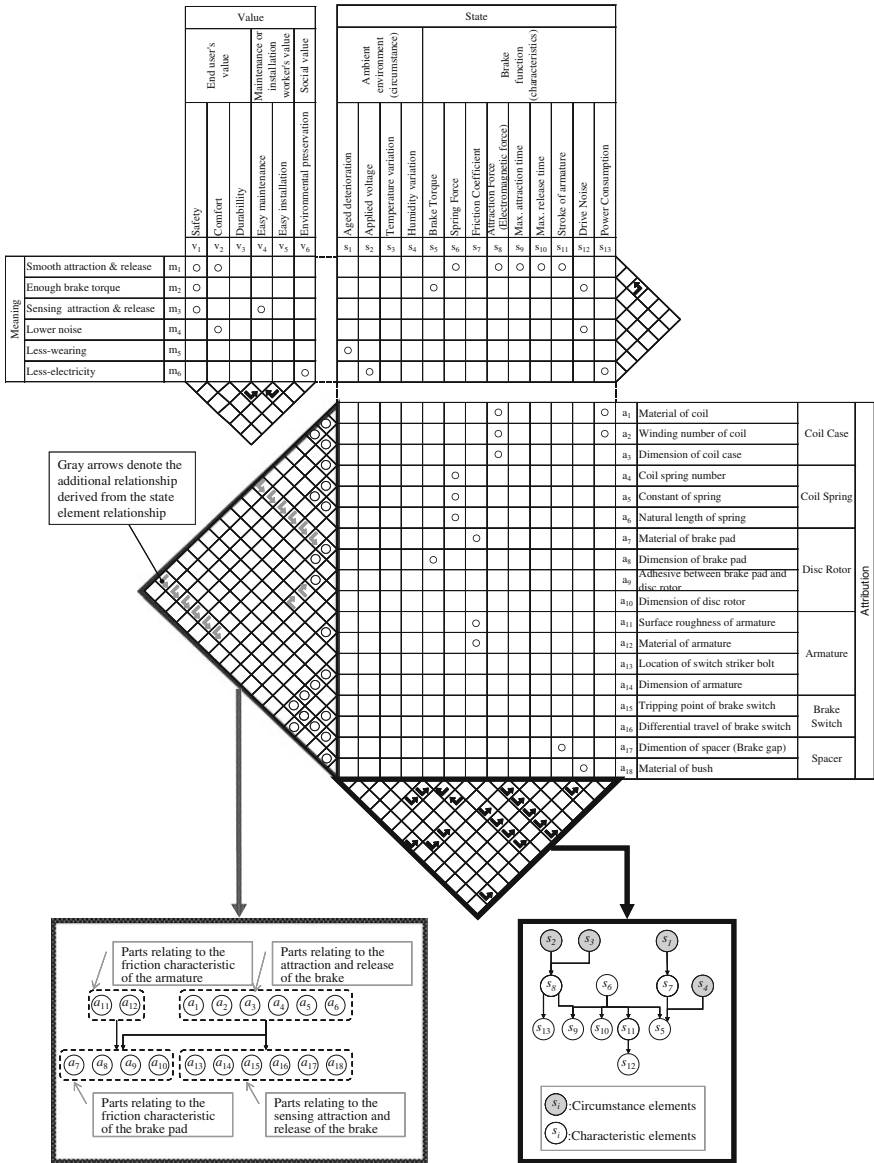 Value
State
End user's
value
Maintenance or
installation
worker's value
Social value
Ambient
environment
(circumstance)
Brake
function
(characteristics)
Safety
Comfort
Durabillity
Easy maintenance
Easy installation
Environmental preservation
Aged deterioration
Applied voltage
Temperature variation
Humidity variation
Brake Torque
Spring Force
Friction Coefficient
Attraction Force
(Electromagnetic force)
Max. attraction time
Max. release time
Stroke of armature
Drive Noise
Power Consumption
v1 v2 v3 v4 v5 v6 s1 s2 s3 s4 s5 s6 s7 s8 s9 s10 s11 s12 s13
Meaning
Smooth attraction & release m1
Enough brake torque m2
Sensing attraction & release m3
Lower noise m4
Less-wearing m5
Less-electricity m6
a1 Material of coil
a2 Winding number of coil
a3 Dimension of coil case
Coil Case
a4 Coil spring number
a5 Constant of spring
a6 Natural length of spring
Coil Spring
a7 Material of brake pad
a8 Dimension of brake pad
a9 Adhesive between brake pad and
disc rotor
a10 Dimension of disc rotor
Disc Rotor
a11 Surface roughness of armature
a12 Material of armature
a13 Location of switch striker bolt
a14 Dimension of armature
Armature
a15 Tripping point of brake switch
a16 Differential travel of brake switch
Brake
Switch
a17 Dimention of spacer (Brake gap)
a18 Material of bush
Spacer
Attribution
Gray arrows denote the
additional relationship
derived from the state
element relationship
Parts relating to the
friction characteristic
of the armature
Parts relating to the
attraction and release
of the brake
a11 a12 a1 a2 a3 a4 a5 a6
a7 a8 a9 a10 a13 a14 a15 a16 a17 a18
Parts relating to the
friction characteristic
of the brake pad
Parts relating to the
sensing attraction and
release of the brake
s2 s3 s1
s8 s6 s7 s4
s13 s9 s10 s11 s5
s12
si :Circumstance elements
si :Characteristic elements